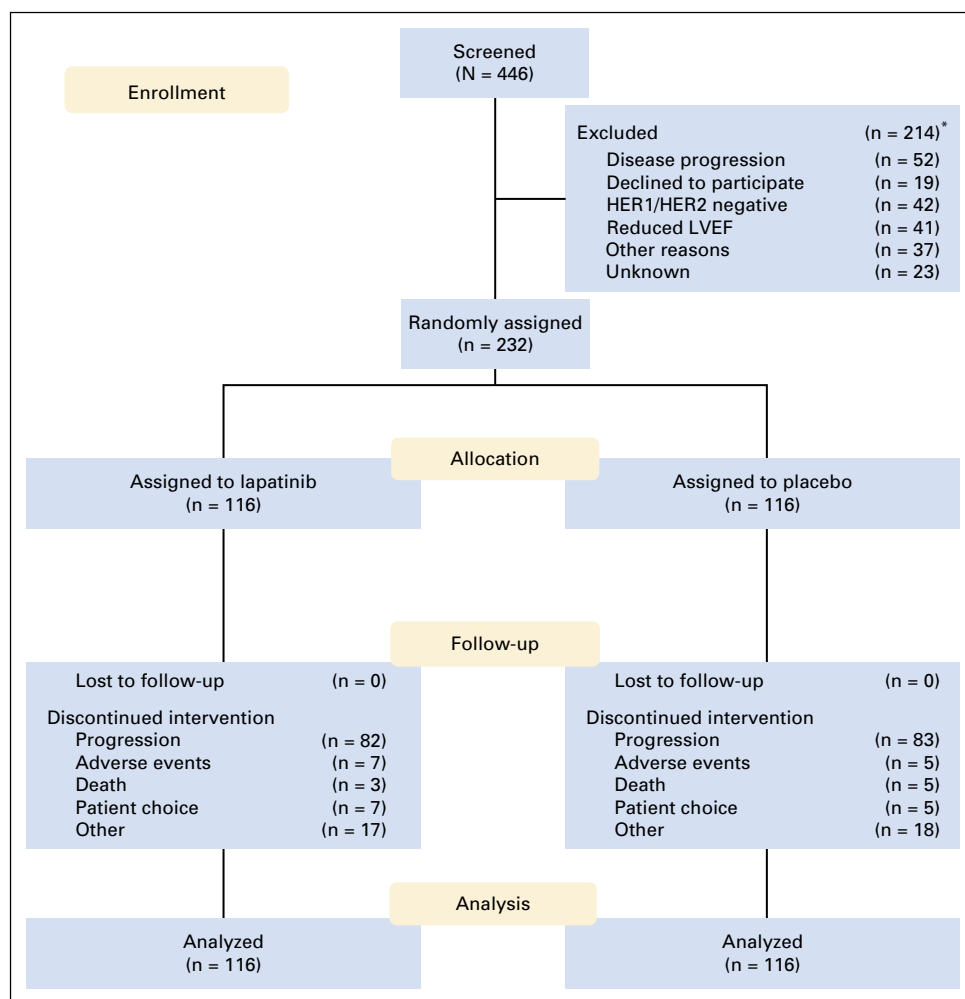 Enrollment
Screened
(N = 446)
Excluded (n = 214)*
Disease progression (n = 52)
Declined to participate (n = 19)
HER1/HER2 negative (n = 42)
Reduced LVEF (n = 41)
Other reasons (n = 37)
Unknown (n = 23)
Randomly assigned
(n = 232)
Allocation
Assigned to lapatinib
(n = 116)
Assigned to placebo
(n = 116)
Follow-up
Lost to follow-up (n = 0)
Discontinued intervention
Progression (n = 82)
Adverse events (n = 7)
Death (n = 3)
Patient choice (n = 7)
Other (n = 17)
Lost to follow-up (n = 0)
Discontinued intervention
Progression (n = 83)
Adverse events (n = 5)
Death (n = 5)
Patient choice (n = 5)
Other (n = 18)
Analysis
Analyzed
(n = 116)
Analyzed
(n = 116)